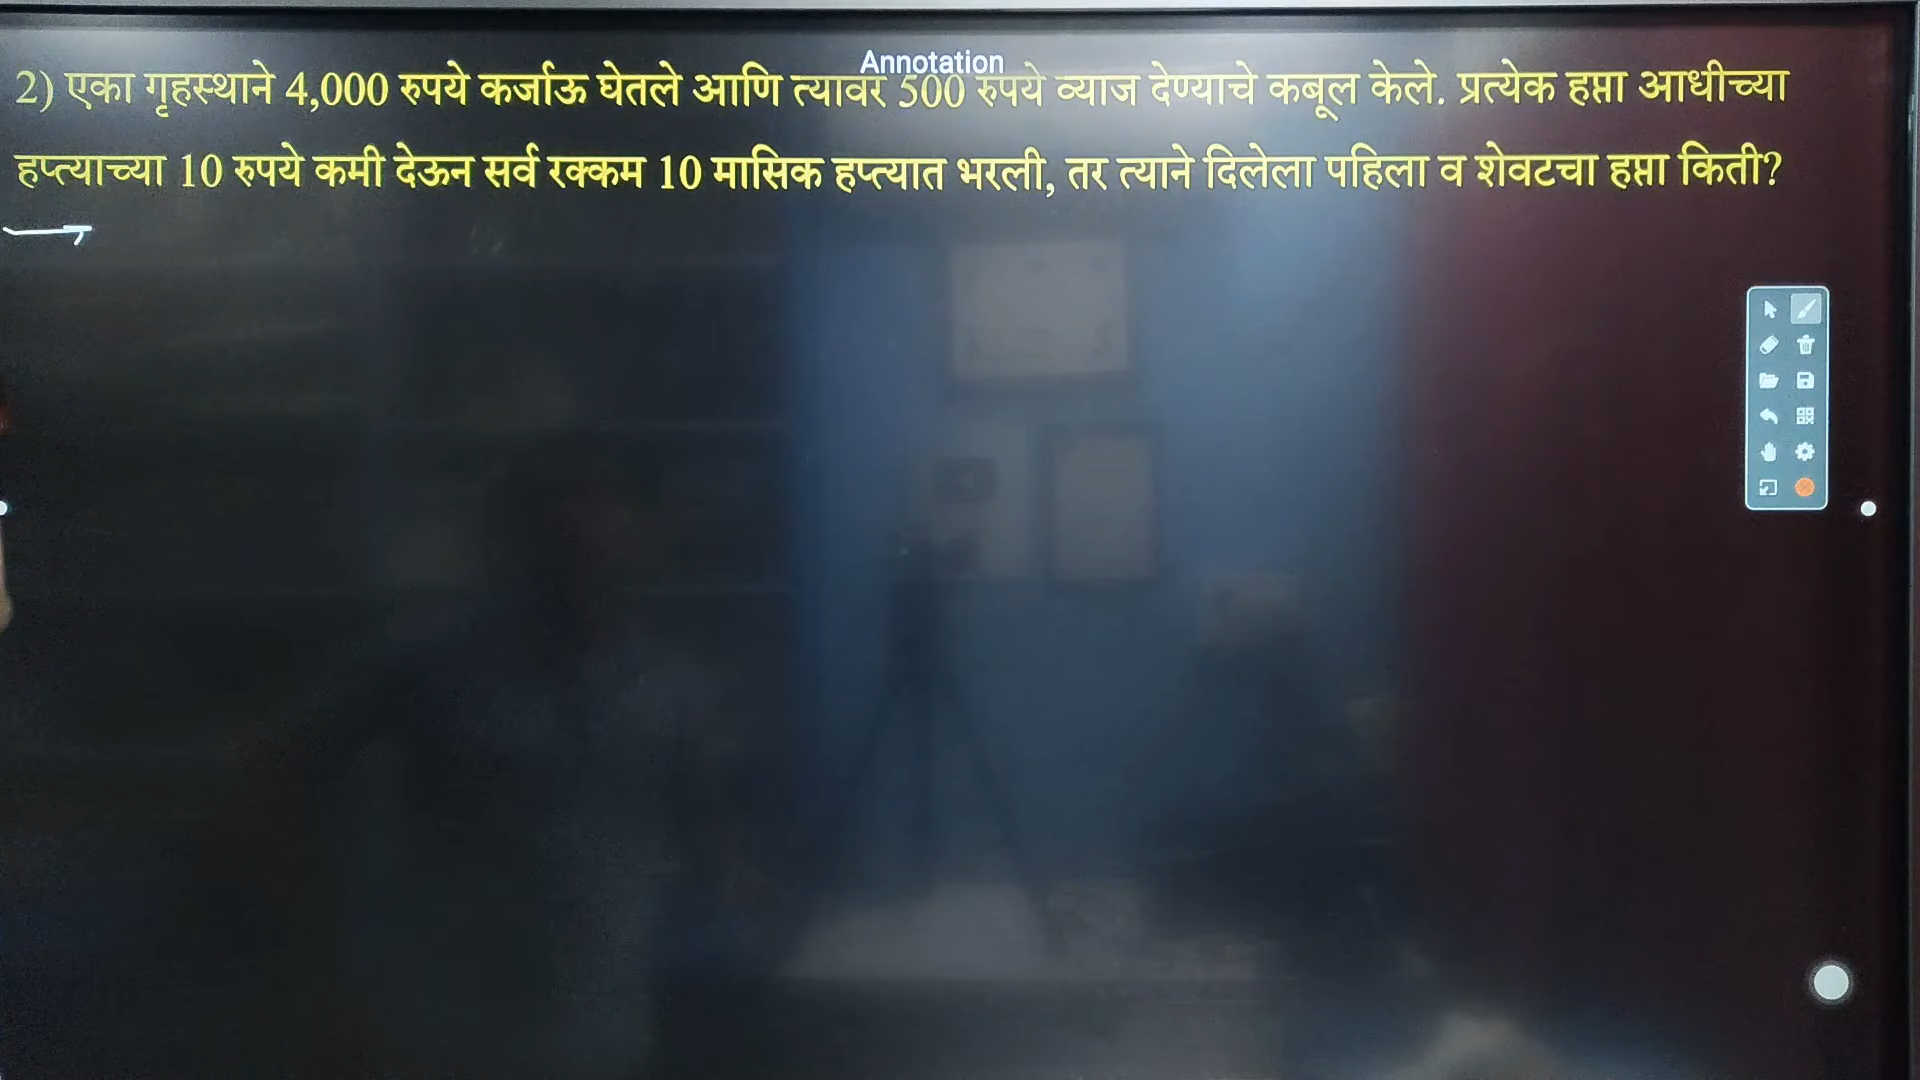 Annotation
2) एका गृहस्थाने 4,000 रुपये कर्जाऊ घेतले आणि त्यावर 500 रुपये व्याज देण्याचे कबूल केले. प्रत्येक हप्ता आधीच्या
हप्त्याच्या 10 रुपये कमी देऊन सर्व रक्कम 10 मासिक हप्त्यात भरली, तर त्याने दिलेला पहिला व शेवटचा हप्ता किती?